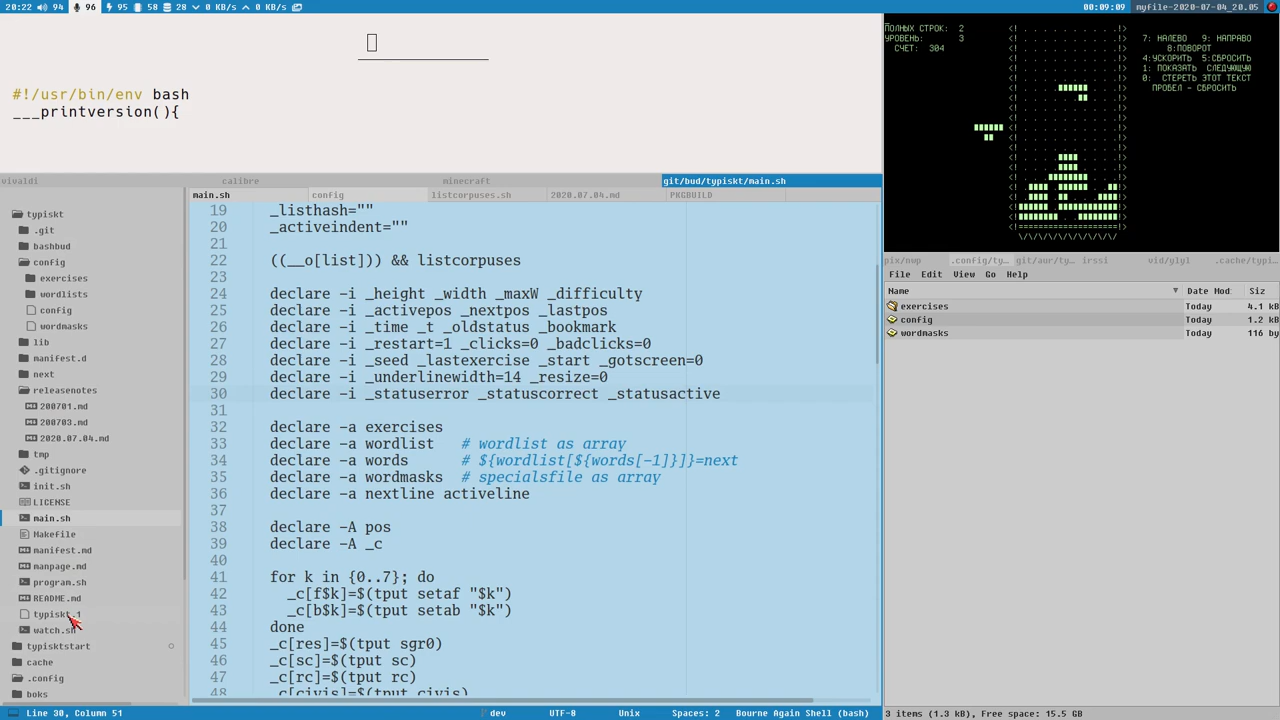 20:22 94 96 95 58 28 0 KB/s 0 KB/s
00:09:09 myfile-2020-07-04_20.05
#!/usr/bin/env bash
___printversion(){
vivaldi calibre minecraft git/bud/typiskt/main.sh
main.sh config listcorpuses.sh 2020.07.04.md PKGBUILD
typiskt
.git
bashbud
config
exercises
wordlists
config
wordmasks
lib
manifest.d
next
releasenotes
200701.md
200703.md
2020.07.04.md
tmp
.gitignore
init.sh
LICENSE
main.sh
Makefile
manifest.md
manpage.md
program.sh
README.md
typiskt.1
watch.sh
typisktstart
cache
.config
boks
19 _listhash=""
20 _activeindent=""
21
22 ((__o[list])) && listcorpuses
23
24 declare -i _height _width _maxW _difficulty
25 declare -i _activepos _nextpos _lastpos
26 declare -i _time _t _oldstatus _bookmark
27 declare -i _restart=1 _clicks=0 _badclicks=0
28 declare -i _seed _lastexercise _start _gotscreen=0
29 declare -i _underlinewidth=14 _resize=0
30 declare -i _statuserror _statuscorrect _statusactive
31
32 declare -a exercises
33 declare -a wordlist # wordlist as array
34 declare -a words # ${wordlist[${words[-1]}]}=next
35 declare -a wordmasks # specialsfile as array
36 declare -a nextline activeline
37
38 declare -A pos
39 declare -A _c
40
41 for k in {0..7}; do
42 _c[f$k]=$(tput setaf "$k")
43 _c[b$k]=$(tput setab "$k")
44 done
45 _c[res]=$(tput sgr0)
46 _c[sc]=$(tput sc)
47 _c[rc]=$(tput rc)
48 _c[civis]=$(tput civis)
Line 30, Column 51 dev UTF-8 Unix Spaces: 2 Bourne Again Shell (bash)
ПОЛНЫХ СТРОК: 2
УРОВЕНЬ: 3
СЧЕТ: 304
7: НАЛЕВО 9: НАПРАВО
8:ПОВОРОТ
4:УСКОРИТЬ 5:СБРОСИТЬ
1: ПОКАЗАТЬ СЛЕДУЮЩУЮ
0: СТЕРЕТЬ ЭТОТ ТЕКСТ
ПРОБЕЛ - СБРОСИТЬ
pix/nwp .config/ty… git/aur/ty… irssi vid/ylyl .cache/typi…
File Edit View Go Help
Name Date Mod: Siz
exercises Today 4.1 kB
config Today 1.2 kB
wordmasks Today 116 by
3 items (1.3 kB), Free space: 15.5 GB